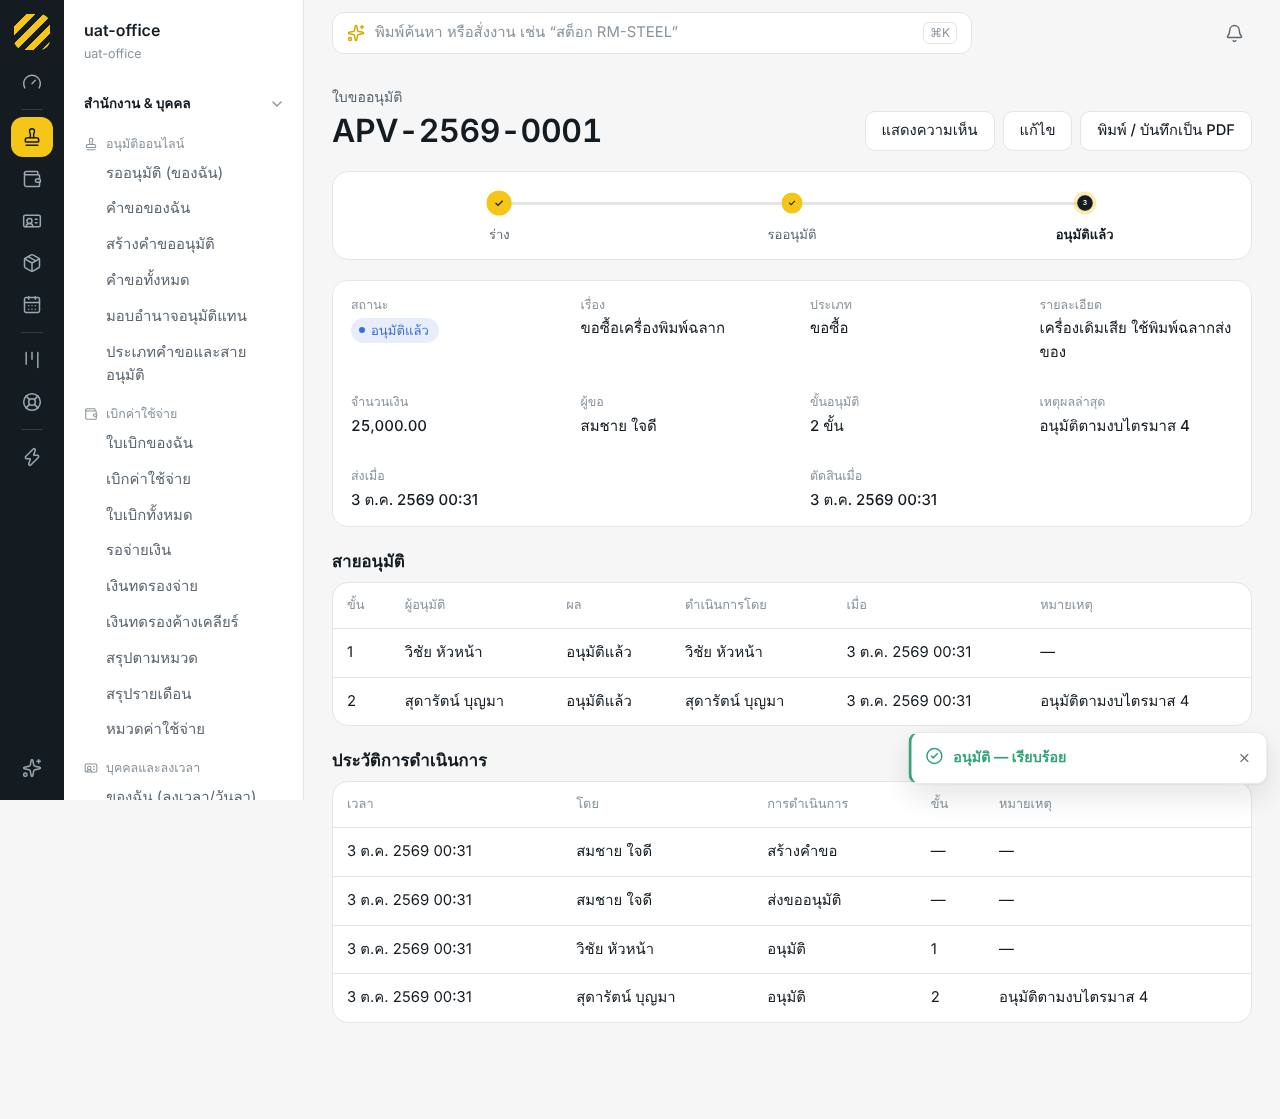 uat-office
uat-office
สำนักงาน & บุคคล
อนุมัติออนไลน์
รออนุมัติ (ของฉัน)
คำขอของฉัน
สร้างคำขออนุมัติ
คำขอทั้งหมด
มอบอำนาจอนุมัติแทน
ประเภทคำขอและสาย
อนุมัติ
เบิกค่าใช้จ่าย
ใบเบิกของฉัน
เบิกค่าใช้จ่าย
ใบเบิกทั้งหมด
รอจ่ายเงิน
เงินทดรองจ่าย
เงินทดรองค้างเคลียร์
สรุปตามหมวด
สรุปรายเดือน
หมวดค่าใช้จ่าย
บุคคลและลงเวลา
ของฉัน (ลงเวลา/วันลา)
พิมพ์ค้นหา หรือสั่งงาน เช่น “สต็อก RM-STEEL” ⌘K
ใบขออนุมัติ
APV-2569-0001
แสดงความเห็น แก้ไข พิมพ์ / บันทึกเป็น PDF
3
ร่าง รออนุมัติ อนุมัติแล้ว
สถานะ เรื่อง ประเภท รายละเอียด
อนุมัติแล้ว ขอซื้อเครื่องพิมพ์ฉลาก ขอซื้อ เครื่องเดิมเสีย ใช้พิมพ์ฉลากส่ง
ของ
จำนวนเงิน ผู้ขอ ขั้นอนุมัติ เหตุผลล่าสุด
25,000.00 สมชาย ใจดี 2 ขั้น อนุมัติตามงบไตรมาส 4
ส่งเมื่อ ตัดสินเมื่อ
3 ต.ค. 2569 00:31 3 ต.ค. 2569 00:31
สายอนุมัติ
ขั้น ผู้อนุมัติ ผล ดำเนินการโดย เมื่อ หมายเหตุ
1 วิชัย หัวหน้า อนุมัติแล้ว วิชัย หัวหน้า 3 ต.ค. 2569 00:31 —
2 สุดารัตน์ บุญมา อนุมัติแล้ว สุดารัตน์ บุญมา 3 ต.ค. 2569 00:31 อนุมัติตามงบไตรมาส 4
ประวัติการดำเนินการ
อนุมัติ — เรียบร้อย
เวลา โดย การดำเนินการ ขั้น หมายเหตุ
3 ต.ค. 2569 00:31 สมชาย ใจดี สร้างคำขอ — —
3 ต.ค. 2569 00:31 สมชาย ใจดี ส่งขออนุมัติ — —
3 ต.ค. 2569 00:31 วิชัย หัวหน้า อนุมัติ 1 —
3 ต.ค. 2569 00:31 สุดารัตน์ บุญมา อนุมัติ 2 อนุมัติตามงบไตรมาส 4